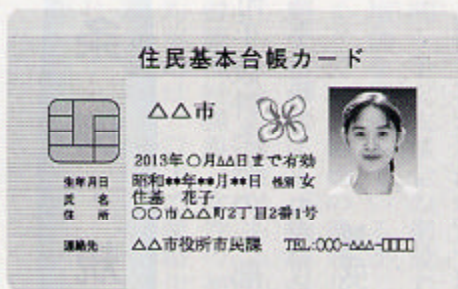 住民基本台帳カード
△△市
2013年○月△△日まで有効
生年月日 昭和**年**月**日 性別 女
氏名 住基 花子
住所 ○○市△△町2丁目2番1号
連絡先 △△市役所市民課 TEL:○○○-△△△-□□□□